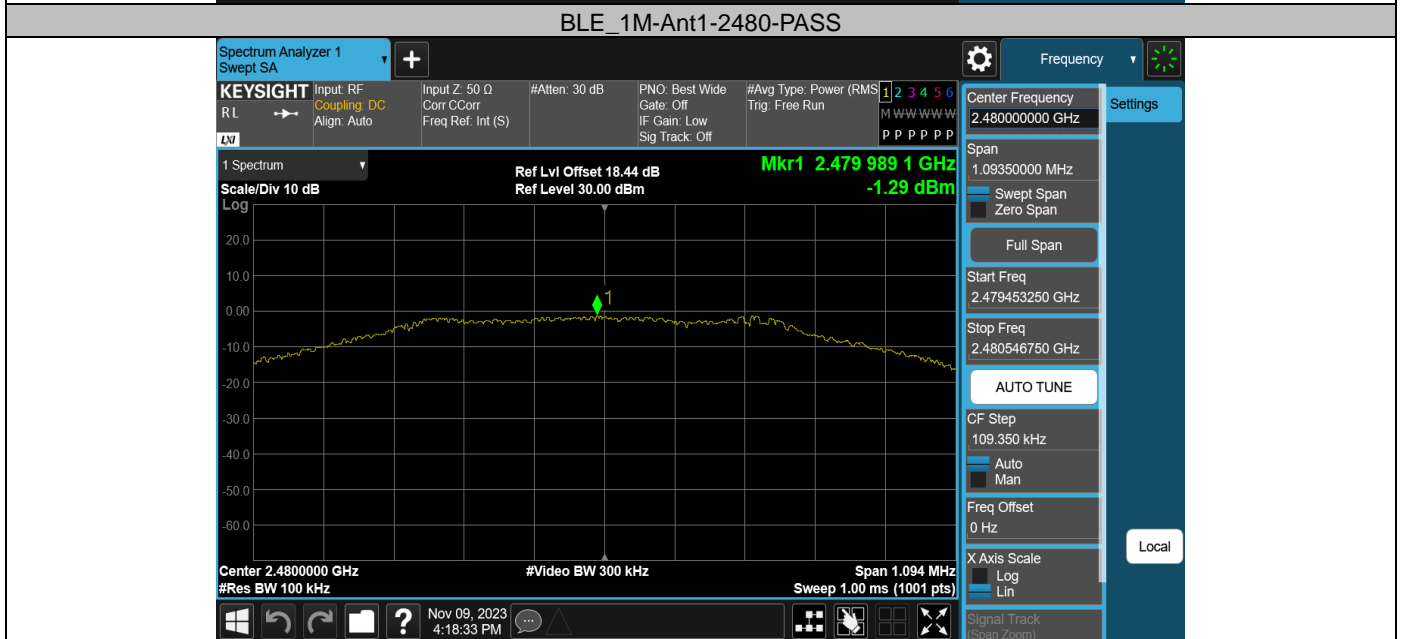 BLE_1M-Ant1-2480-PASS
Spectrum Analyzer 1
Swept SA
Frequency
KEYSIGHT
R L
LXI
Input: RF
Coupling: DC
Align: Auto
Input Z: 50 Ω
Corr CCorr
Freq Ref: Int (S)
#Atten: 30 dB
PNO: Best Wide
Gate: Off
IF Gain: Low
Sig Track: Off
#Avg Type: Power (RMS
Trig: Free Run
1 2 3 4 5 6
M W W W W W
P P P P P P
Center Frequency
2.480000000 GHz
Settings
1 Spectrum
Scale/Div 10 dB
Log
Ref Lvl Offset 18.44 dB
Ref Level 30.00 dBm
Mkr1 2.479 989 1 GHz
-1.29 dBm
20.0
10.0
0.00
-10.0
-20.0
-30.0
-40.0
-50.0
-60.0
1
Center 2.4800000 GHz
#Res BW 100 kHz
#Video BW 300 kHz
Span 1.094 MHz
Sweep 1.00 ms (1001 pts)
Span
1.09350000 MHz
Swept Span
Zero Span
Full Span
Start Freq
2.479453250 GHz
Stop Freq
2.480546750 GHz
AUTO TUNE
CF Step
109.350 kHz
Auto
Man
Freq Offset
0 Hz
X Axis Scale
Log
Lin
Signal Track
(Span Zoom)
Local
?
Nov 09, 2023
4:18:33 PM